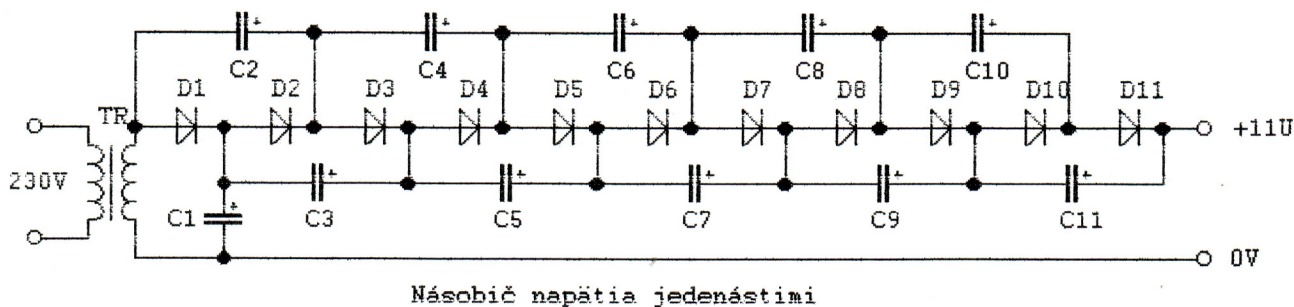 C2 C4 C6 C8 C10
D1 D2 D3 D4 D5 D6 D7 D8 D9 D10 D11
TR
+11U
230V
C1 C3 C5 C7 C9 C11
0V
Násobič napätia jedenástimi